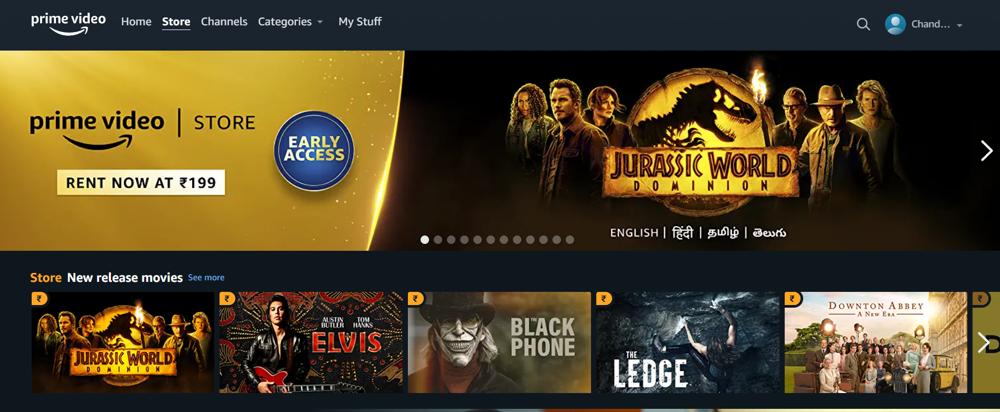 prime video Home Store Channels Categories My Stuff Chand...
prime video | STORE
EARLY
ACCESS
RENT NOW AT ₹199
JURASSIC WORLD
DOMINION
ENGLISH | हिंदी | தமிழ் | తెలుగు
Store New release movies See more
₹ ₹ ₹ ₹ ₹ ₹
JURASSIC WORLD
DOMINION
AUSTIN BUTLER TOM HANKS
ELVIS
THE
BLACK
PHONE
THE
LEDGE
DOWNTON ABBEY
A NEW ERA